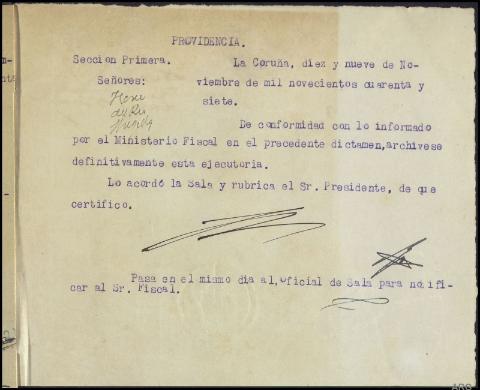 PROVIDENCIA.
Seccion Primera. La Coruña, diez y nueve de No-
Señores: viembre de mil novecientos cuarenta y
siete.
De conformidad con lo informado
por el Ministerio Fiscal en el precedente dictamen, archivese
definitivamente esta ejecutoria.
Lo acordó la Sala y rubrica el Sr. Presidente, de que
certifico.
Pasa en el mismo dia al, oficial de Sala para notifi-
car al Sr. Fiscal.